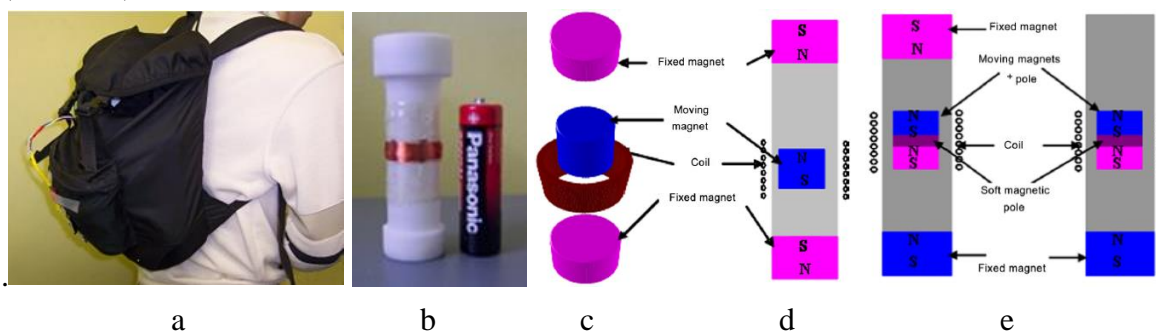 Panasonic
Fixed magnet
Moving magnet
Coil
Fixed magnet
S
N
N
S
S
N
Fixed magnet
Moving magnets + pole
Coil
Soft magnetic pole
Fixed magnet
S
N
N
S
N
S
N
S
N
S
N
S
N
S
.
a
b
c
d
e